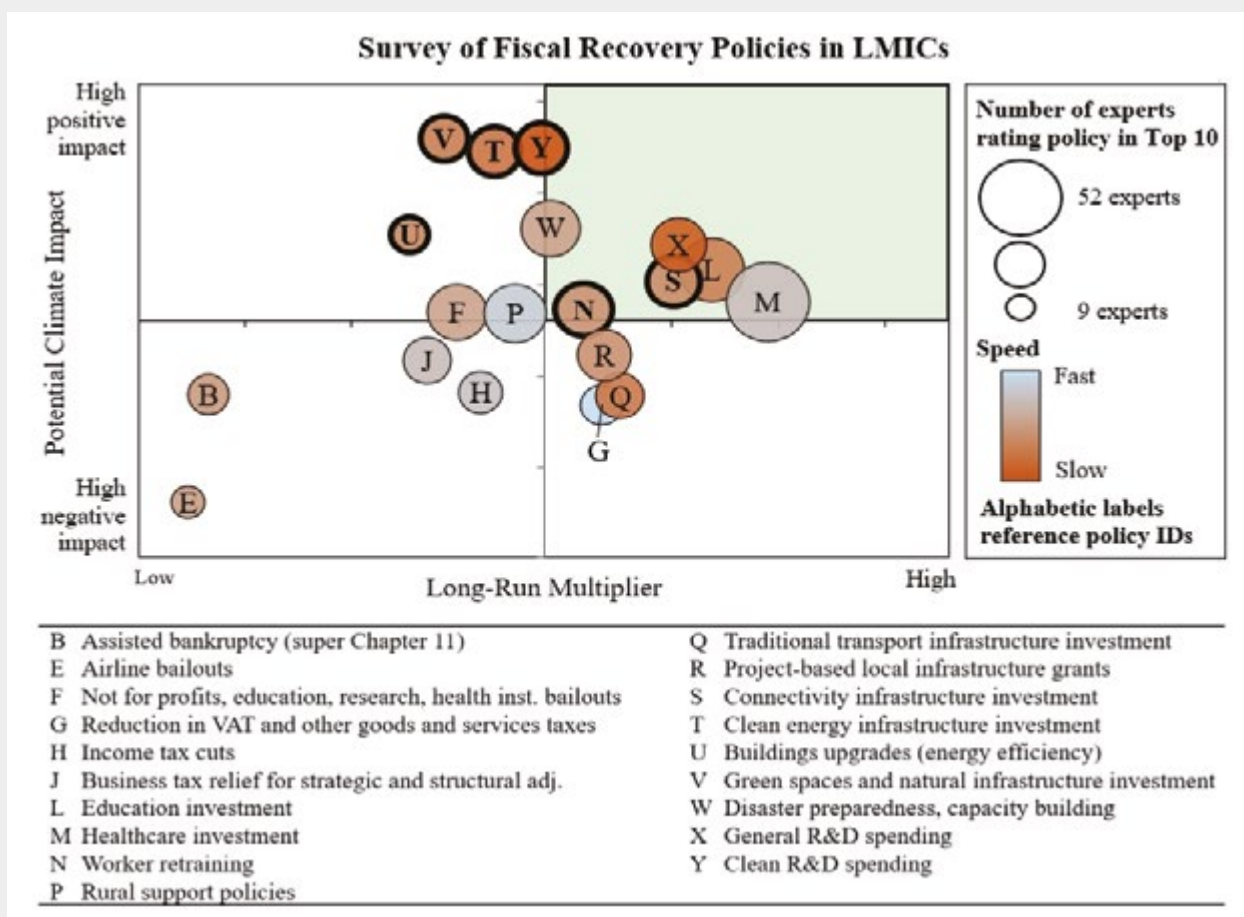 Survey of Fiscal Recovery Policies in LMICs
High
positive
impact
Potential Climate Impact
High
negative
impact
V
T
Y
U
W
X
L
S
M
F
P
N
J
R
B
H
Q
G
E
Low
Long-Run Multiplier
High
Number of experts
rating policy in Top 10
52 experts
9 experts
Speed
Fast
Slow
Alphabetic labels
reference policy IDs
B Assisted bankruptcy (super Chapter 11)
E Airline bailouts
F Not for profits, education, research, health inst. bailouts
G Reduction in VAT and other goods and services taxes
H Income tax cuts
J Business tax relief for strategic and structural adj.
L Education investment
M Healthcare investment
N Worker retraining
P Rural support policies
Q Traditional transport infrastructure investment
R Project-based local infrastructure grants
S Connectivity infrastructure investment
T Clean energy infrastructure investment
U Buildings upgrades (energy efficiency)
V Green spaces and natural infrastructure investment
W Disaster preparedness, capacity building
X General R&D spending
Y Clean R&D spending